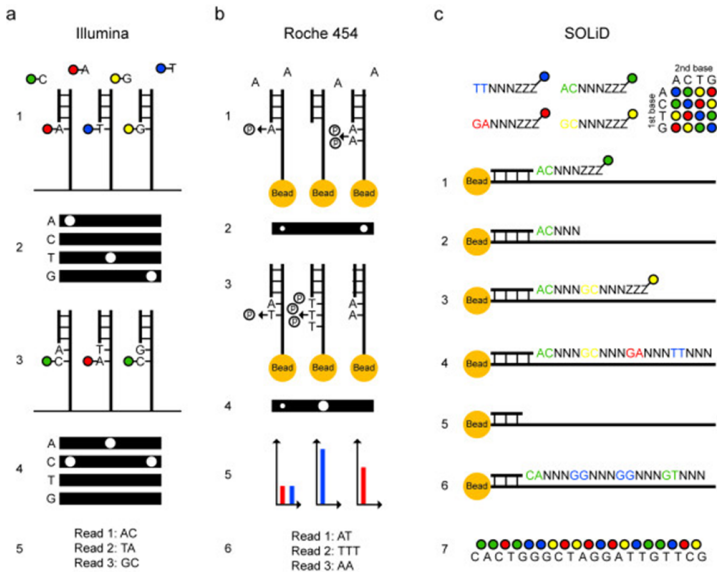 a
Illumina
C
A
G
T
1
A
T
G
2
A
C
T
G
3
A
C
T
A
G
C
4
A
C
T
G
5
Read 1: AC
Read 2: TA
Read 3: GC
b
Roche 454
A
A
A
A
1
P
A
P
P
A
A
Bead
Bead
Bead
2
3
P
A
T
P
P
P
T
T
T
A
A
Bead
Bead
Bead
4
5
6
Read 1: AT
Read 2: TTT
Read 3: AA
c
SOLiD
TTNNNZZZ
ACNNNZZZ
GANNNZZZ
GCNNNZZZ
2nd base
A C T G
1st base
A
C
T
G
1
Bead
ACNNNZZZ
2
Bead
ACNNN
3
Bead
ACNNNGCNNNZZZ
4
Bead
ACNNNGCNNNGANNNTTNNN
5
Bead
6
Bead
CANNNGGNNNGGNNNGTNNN
7
CACTGGGCTAGGATTGTTCG